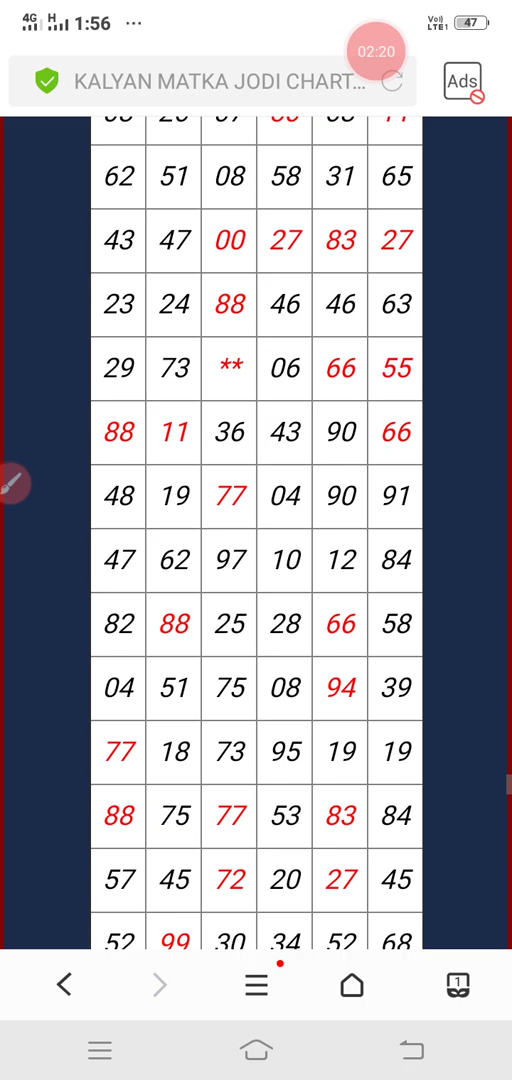 4G H 1:56 ... Vo)) LTE1 47
02:20
KALYAN MATKA JODI CHART... Ads
62 51 08 58 31 65
43 47 00 27 83 27
23 24 88 46 46 63
29 73 ** 06 66 55
88 11 36 43 90 66
48 19 77 04 90 91
47 62 97 10 12 84
82 88 25 28 66 58
04 51 75 08 94 39
77 18 73 95 19 19
88 75 77 53 83 84
57 45 72 20 27 45
52 99 30 34 52 68
1